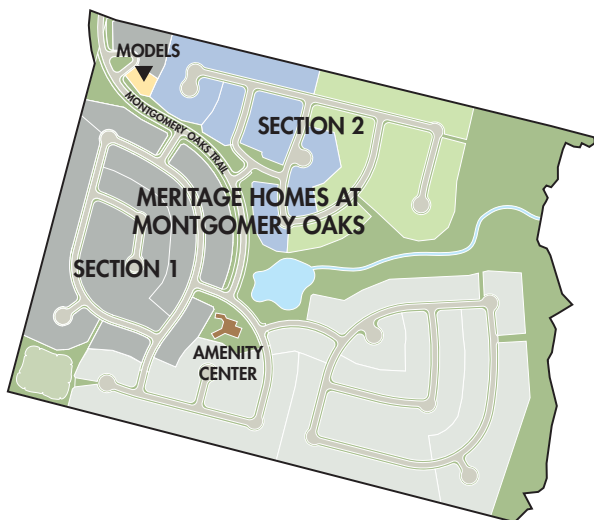 MODELS
MONTGOMERY OAKS TRAIL
SECTION 2
MERITAGE HOMES AT
MONTGOMERY OAKS
SECTION 1
AMENITY
CENTER